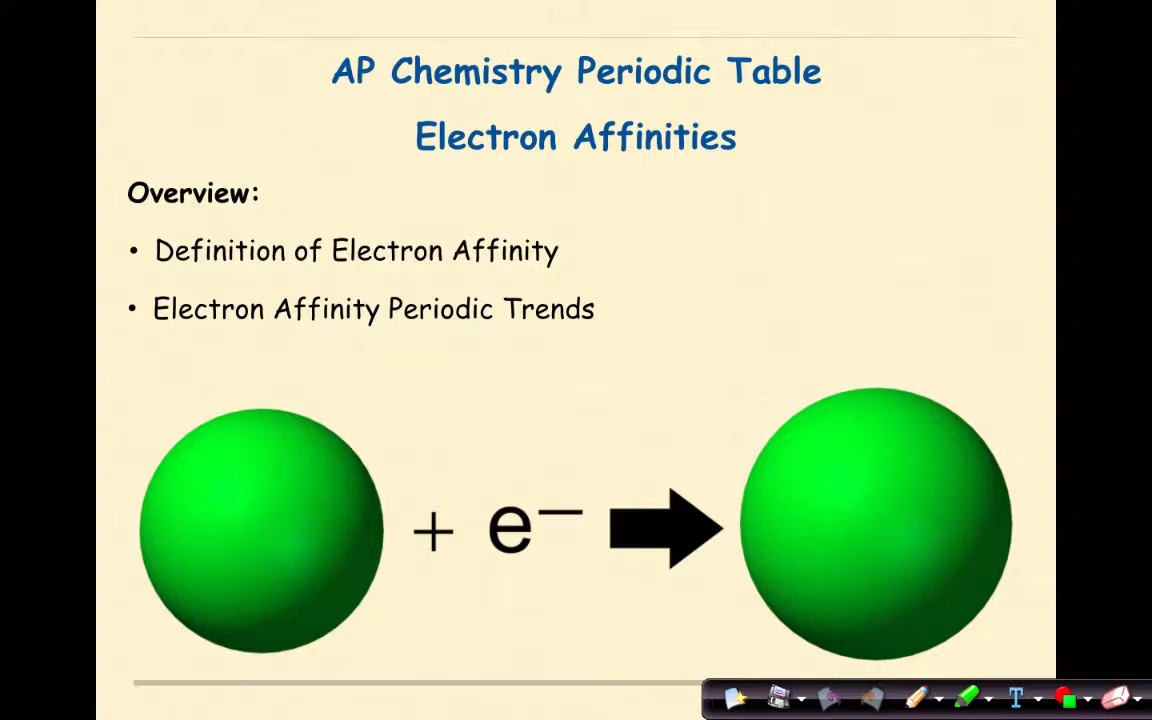 AP Chemistry Periodic Table
Electron Affinities
Overview:
• Definition of Electron Affinity
• Electron Affinity Periodic Trends
+ e⁻
T